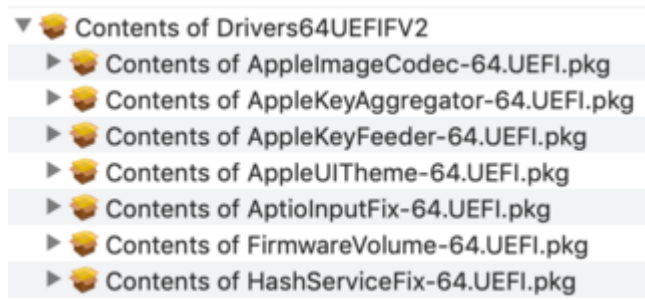 Contents of Drivers64UEFIFV2
Contents of AppleImageCodec-64.UEFI.pkg
Contents of AppleKeyAggregator-64.UEFI.pkg
Contents of AppleKeyFeeder-64.UEFI.pkg
Contents of AppleUITheme-64.UEFI.pkg
Contents of AptioInputFix-64.UEFI.pkg
Contents of FirmwareVolume-64.UEFI.pkg
Contents of HashServiceFix-64.UEFI.pkg